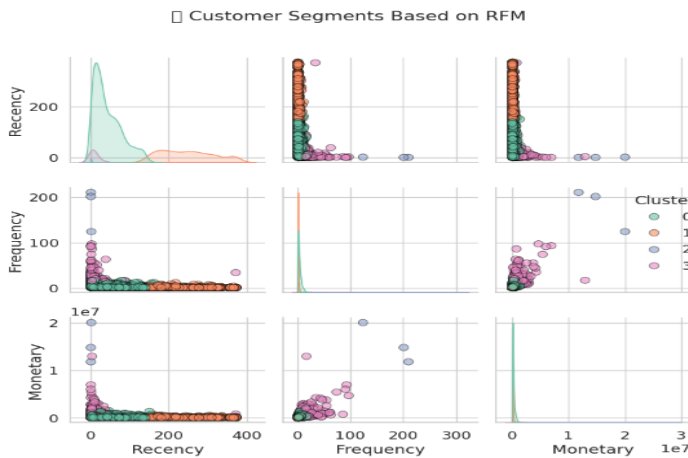 Customer Segments Based on RFM
Recency
200
0
Frequency
200
100
0
Cluster
0
1
2
3
1e7
Monetary
2
1
0
0 200 400
Recency
0 100 200 300
Frequency
0 1 2 3
Monetary 1e7